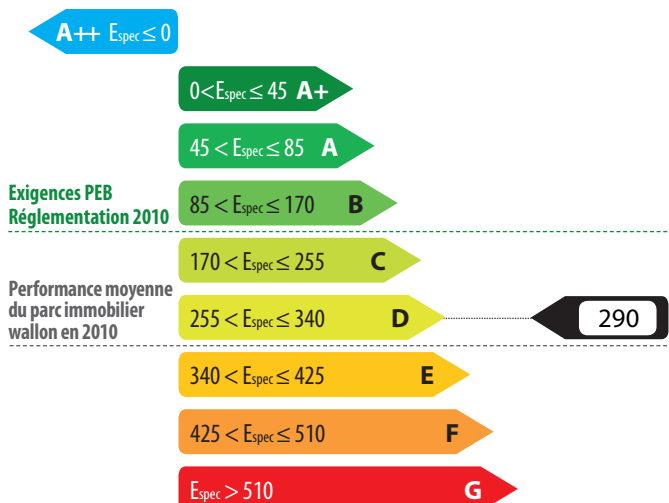 A++ Espec ≤ 0
0<Espec ≤ 45 A+
45 < Espec ≤ 85 A
Exigences PEB
Réglementation 2010
85 < Espec ≤ 170 B
170 < Espec ≤ 255 C
Performance moyenne
du parc immobilier
wallon en 2010
255 < Espec ≤ 340 D
290
340 < Espec ≤ 425 E
425 < Espec ≤ 510 F
Espec > 510 G